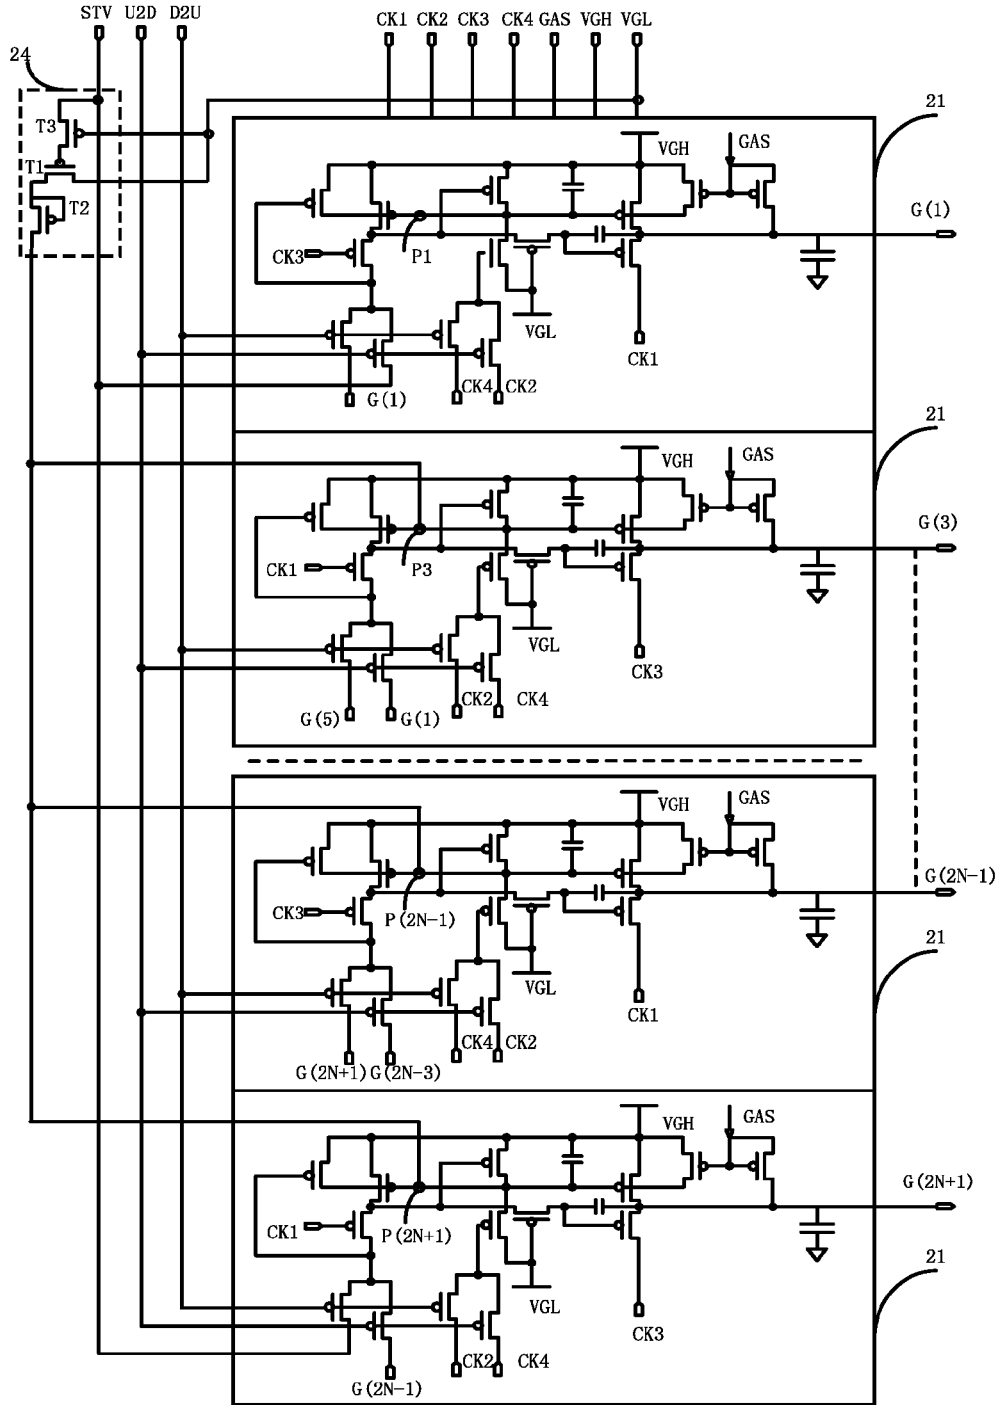 STV U2D D2U CK1 CK2 CK3 CK4 GAS VGH VGL
24
21
T3
VGH GAS
T1
T2
G(1)
CK3 P1
VGL
CK1
CK4 CK2
G(1)
21
VGH GAS
G(3)
CK1 P3
VGL
CK3
CK2 CK4
G(5) G(1)
VGH GAS
G(2N-1)
CK3 P(2N-1)
21
VGL
CK1
CK4 CK2
G(2N+1) G(2N-3)
VGH GAS
G(2N+1)
CK1 P(2N+1)
21
VGL
CK3
CK2 CK4
G(2N-1)